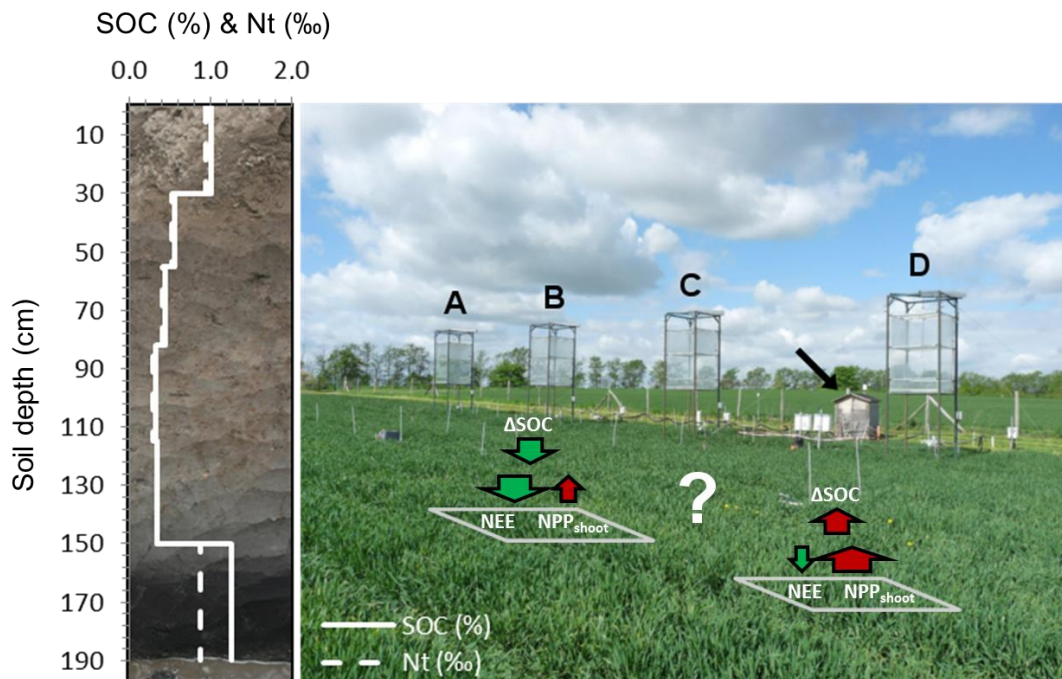 SOC (%) & Nt (‰)
0.0 1.0 2.0
Soil depth (cm)
10
30
50
70
90
110
130
150
170
190
A B C D
ΔSOC
NEE NPPshoot
?
ΔSOC
NEE NPPshoot
SOC (%)
Nt (‰)